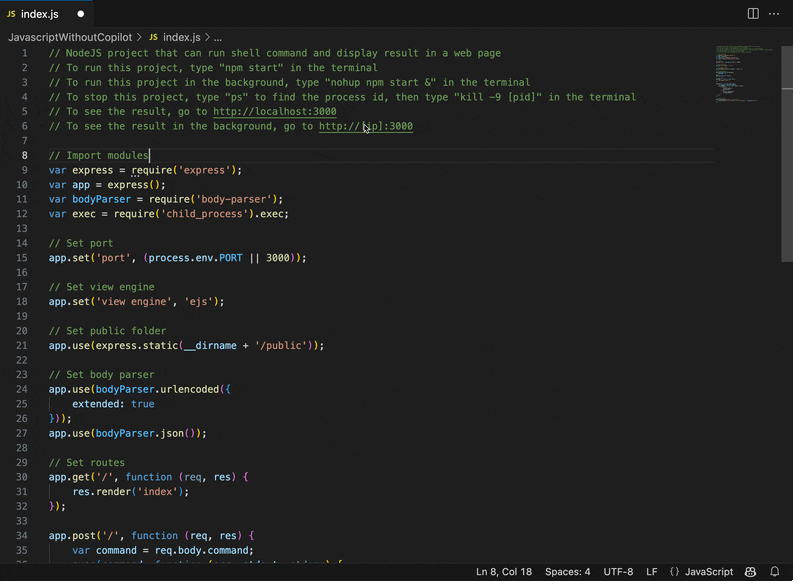 JS index.js
JavascriptWithoutCopilot > JS index.js > ...
1 // NodeJS project that can run shell command and display result in a web page
2 // To run this project, type "npm start" in the terminal
3 // To run this project in the background, type "nohup npm start &" in the terminal
4 // To stop this project, type "ps" to find the process id, then type "kill -9 [pid]" in the terminal
5 // To see the result, go to http://localhost:3000
6 // To see the result in the background, go to http://[ip]:3000
7
8 // Import modules
9 var express = require('express');
10 var app = express();
11 var bodyParser = require('body-parser');
12 var exec = require('child_process').exec;
13
14 // Set port
15 app.set('port', (process.env.PORT || 3000));
16
17 // Set view engine
18 app.set('view engine', 'ejs');
19
20 // Set public folder
21 app.use(express.static(__dirname + '/public'));
22
23 // Set body parser
24 app.use(bodyParser.urlencoded({
25     extended: true
26 }));
27 app.use(bodyParser.json());
28
29 // Set routes
30 app.get('/', function (req, res) {
31     res.render('index');
32 });
33
34 app.post('/', function (req, res) {
35     var command = req.body.command;
36
Ln 8, Col 18 Spaces: 4 UTF-8 LF {} JavaScript